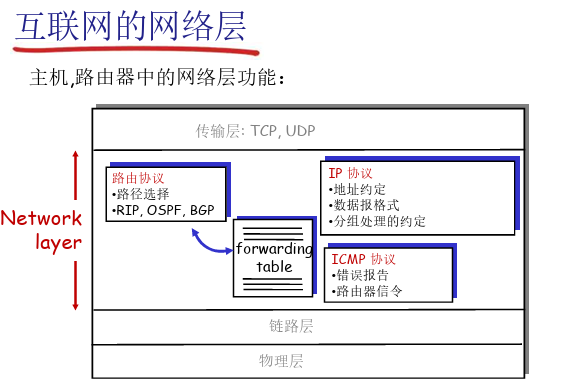 互联网的网络层
主机,路由器中的网络层功能:
传输层: TCP, UDP
路由协议
•路径选择
•RIP, OSPF, BGP
IP 协议
•地址约定
•数据报格式
•分组处理的约定
Network
layer
forwarding
table
ICMP 协议
•错误报告
•路由器信令
链路层
物理层